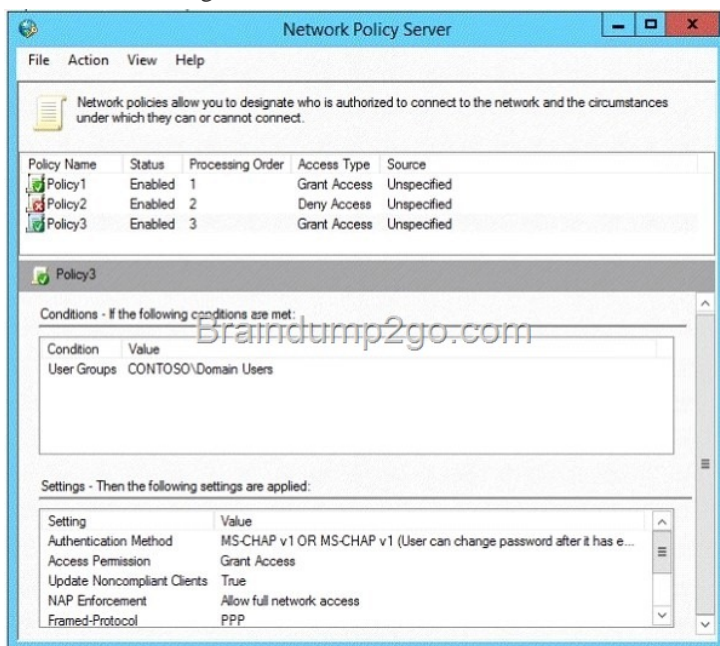 Network Policy Server
File Action View Help
Network policies allow you to designate who is authorized to connect to the network and the circumstances
under which they can or cannot connect.
Policy Name Status Processing Order Access Type Source
Policy1 Enabled 1 Grant Access Unspecified
Policy2 Enabled 2 Deny Access Unspecified
Policy3 Enabled 3 Grant Access Unspecified
Policy3
Conditions - If the following conditions are met:
Braindump2go.com
Condition Value
User Groups CONTOSO\Domain Users
Settings - Then the following settings are applied:
Setting Value
Authentication Method MS-CHAP v1 OR MS-CHAP v1 (User can change password after it has e...
Access Permission Grant Access
Update Noncompliant Clients True
NAP Enforcement Allow full network access
Framed-Protocol PPP